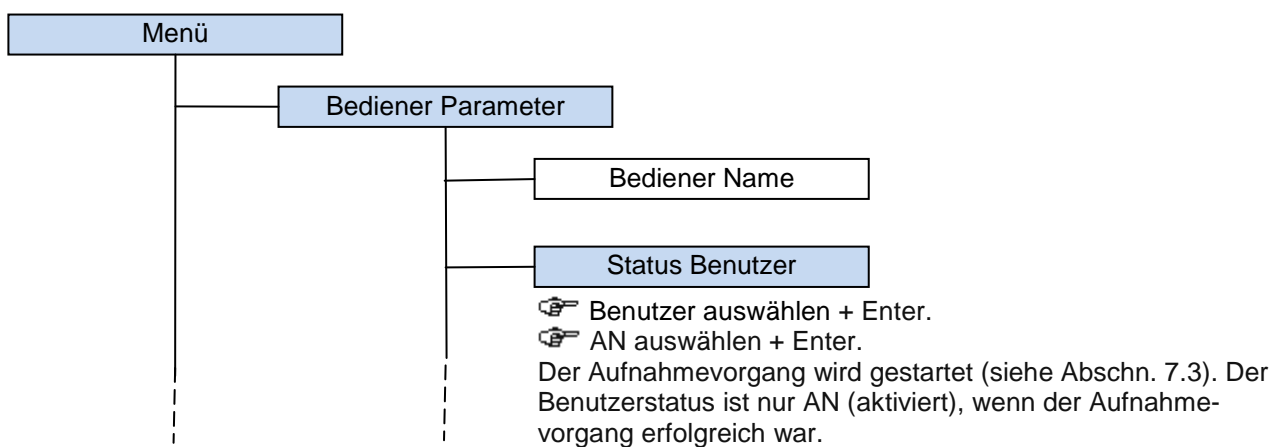 Menü
Bediener Parameter
Bediener Name
Status Benutzer
Benutzer auswählen + Enter.
AN auswählen + Enter.
Der Aufnahmevorgang wird gestartet (siehe Abschn. 7.3). Der
Benutzerstatus ist nur AN (aktiviert), wenn der Aufnahme-
vorgang erfolgreich war.